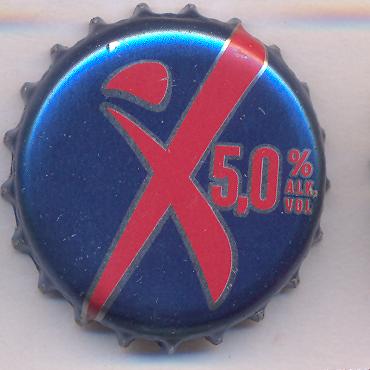 X
5,0 %
ALK.
VOL